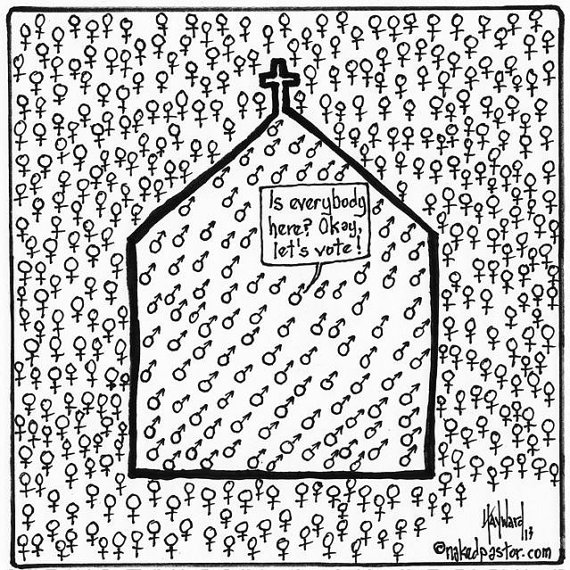 Is everybody
here? Okay,
let's vote!
Hayward
13
©nakedpastor.com